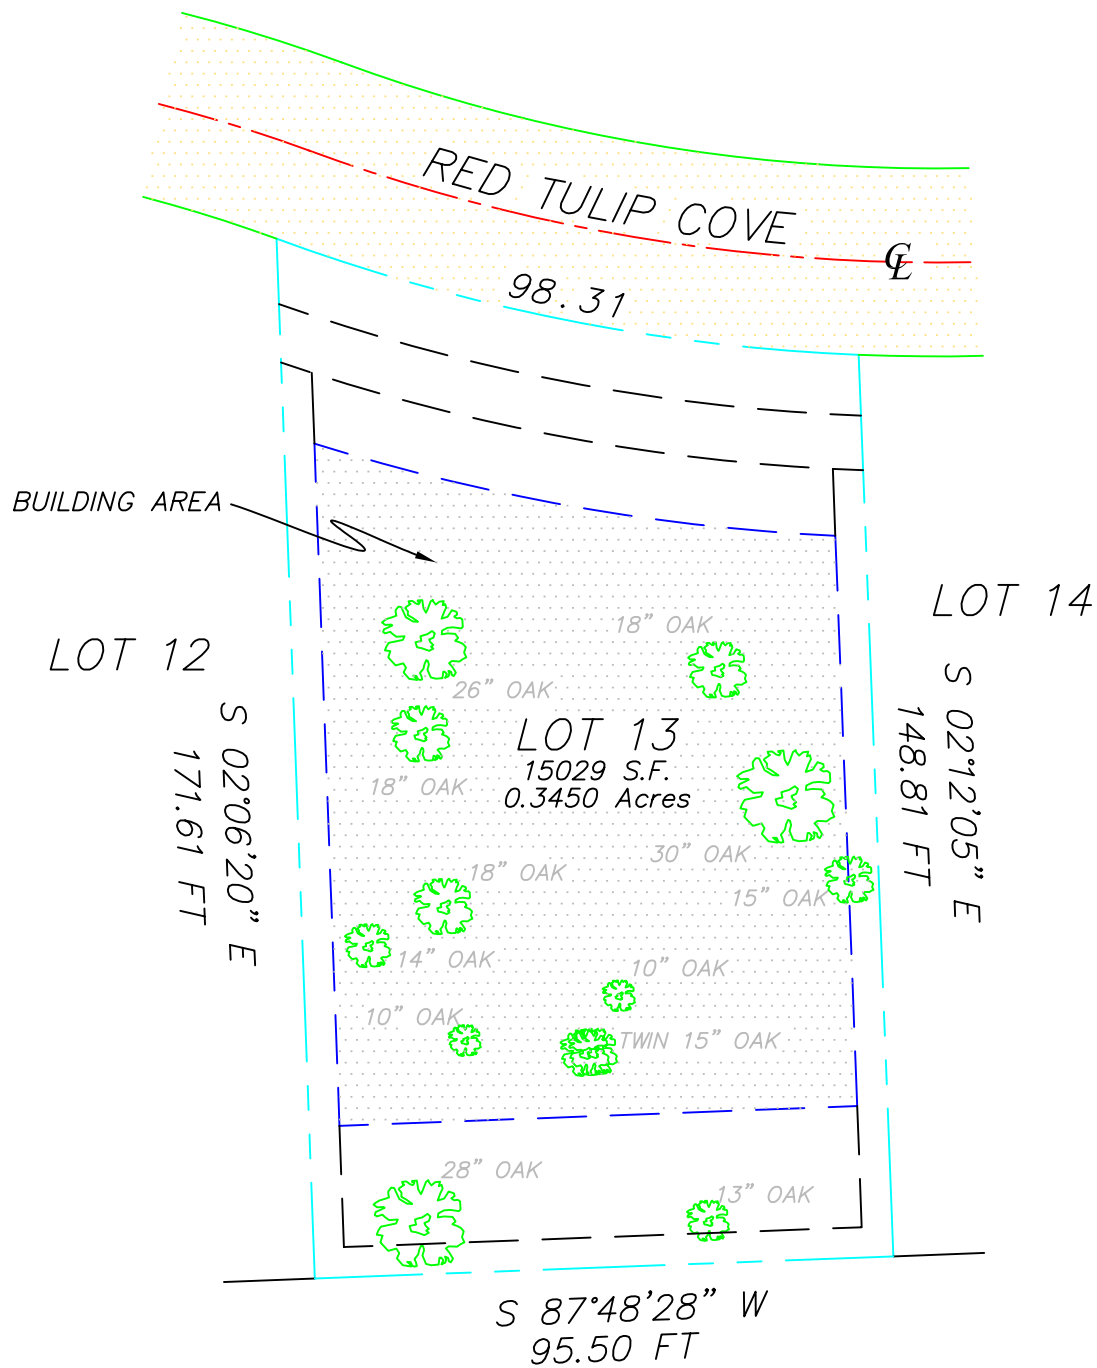 RED TULIP COVE
℄
98.31
BUILDING AREA
LOT 14
18” OAK
LOT 12
26” OAK
S 02°06’20” E
171.61 FT
LOT 13
15029 S.F.
0.3450 Acres
S 02°12’05” E
148.81 FT
18” OAK
30” OAK
18” OAK
15” OAK
14” OAK
10” OAK
10” OAK
TWIN 15” OAK
28” OAK
13” OAK
S 87°48’28” W
95.50 FT